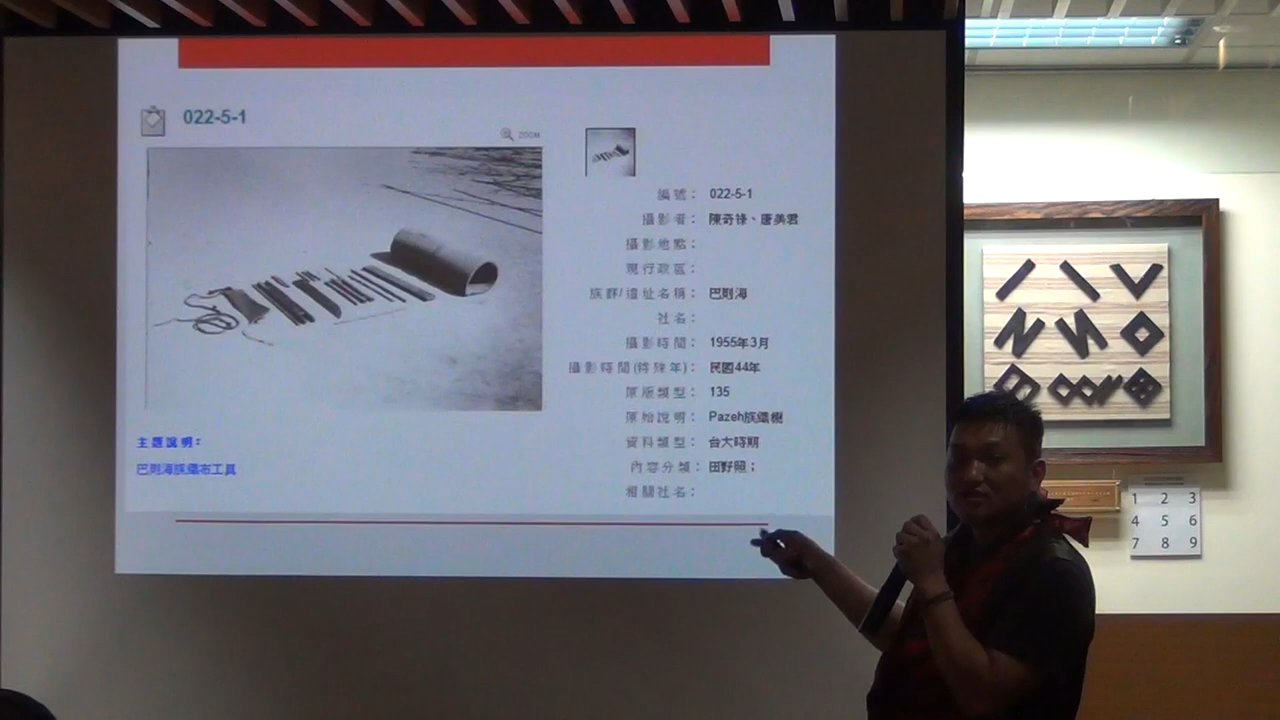 022-5-1
ZOOM
編號： 022-5-1
攝影者： 陳奇祿、唐美君
攝影地點：
現行政區：
族群/遺址名稱： 巴則海
社名：
攝影時間： 1955年3月
攝影時間(特殊年)： 民國44年
原版類型： 135
原始說明： Pazeh族織機
資料類型： 台大時期
內容分類： 田野照；
相關社名：
主題說明：
巴則海族織布工具
1 2 3
4 5 6
7 8 9